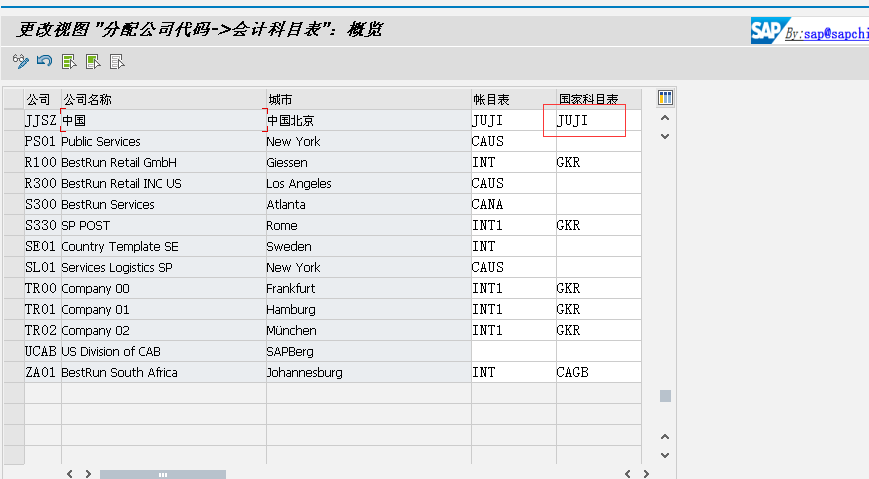 更改视图 "分配公司代码->会计科目表": 概览
SAP By:sap@sapchi
公司 公司名称 城市 帐目表 国家科目表
JJSZ 中国 中国北京 JUJI JUJI
PS01 Public Services New York CAUS
R100 BestRun Retail GmbH Giessen INT GKR
R300 BestRun Retail INC US Los Angeles CAUS
S300 BestRun Services Atlanta CANA
S330 SP POST Rome INT1 GKR
SE01 Country Template SE Sweden INT
SL01 Services Logistics SP New York CAUS
TR00 Company 00 Frankfurt INT1 GKR
TR01 Company 01 Hamburg INT1 GKR
TR02 Company 02 München INT1 GKR
UCAB US Division of CAB SAPBerg
ZA01 BestRun South Africa Johannesburg INT CAGB